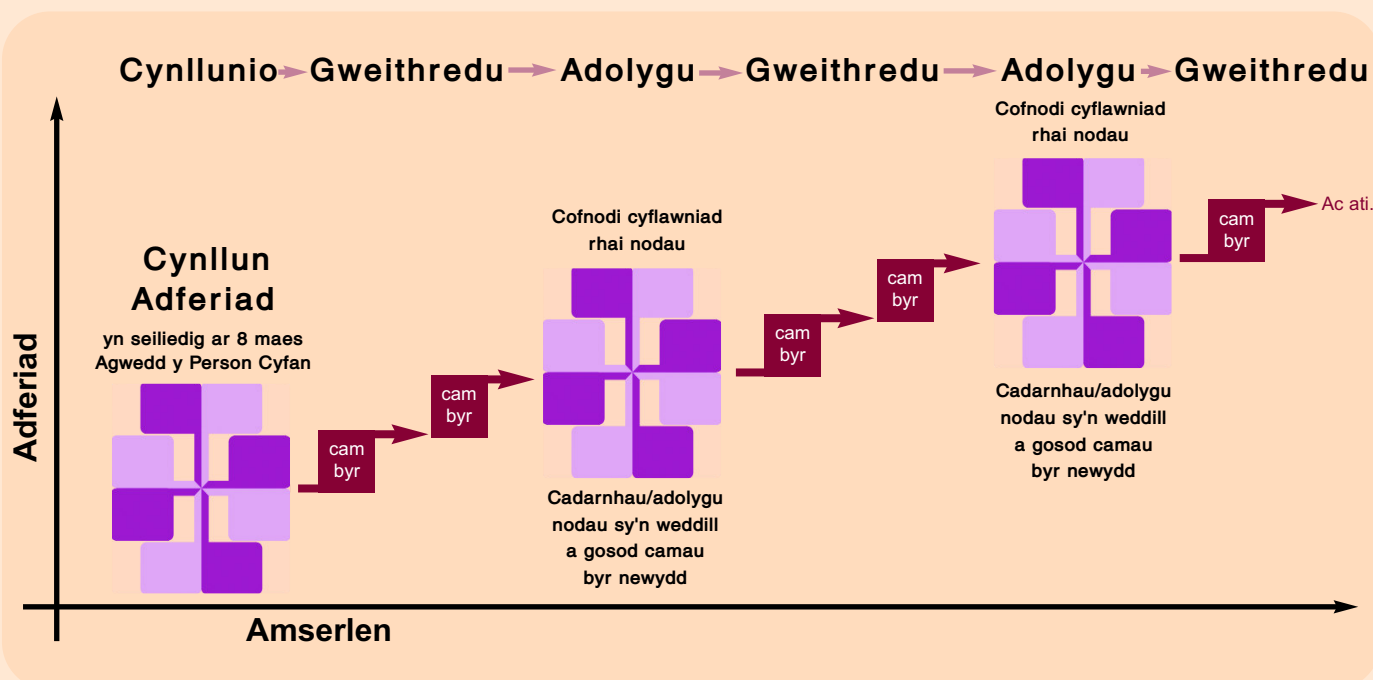 Cynllunio Gweithredu Adolygu Gweithredu Adolygu Gweithredu
Cynllun
Adferiad
yn seiliedig ar 8 maes
Agwedd y Person Cyfan
cam
byr
cam
byr
Cofnodi cyflawniad
rhai nodau
Cadarnhau/adolygu
nodau sy'n weddill
a gosod camau
byr newydd
cam
byr
cam
byr
Cofnodi cyflawniad
rhai nodau
Cadarnhau/adolygu
nodau sy'n weddill
a gosod camau
byr newydd
cam
byr
Ac ati.
Adferiad
Amserlen